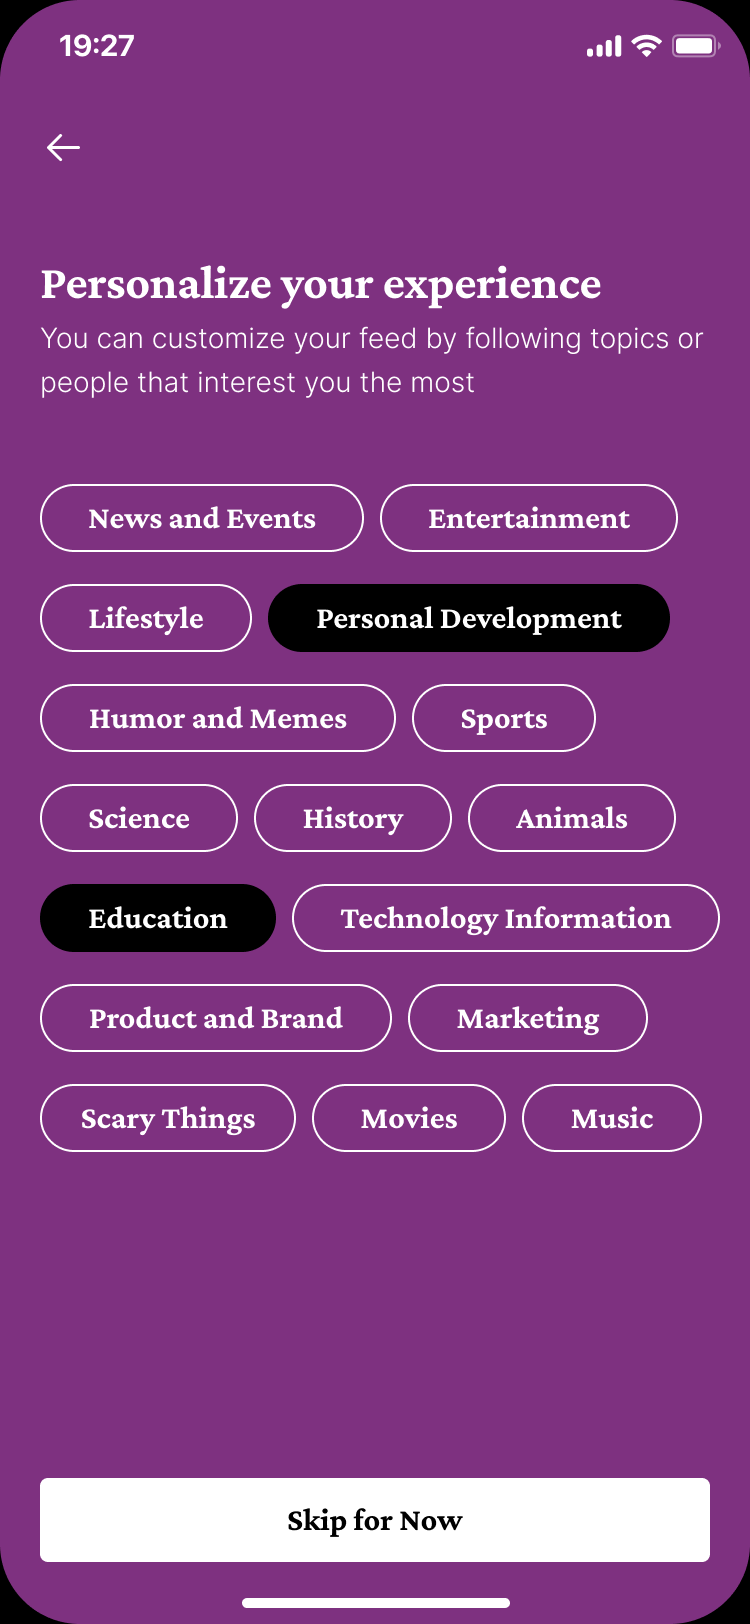 19:27
Personalize your experience
You can customize your feed by following topics or
people that interest you the most
News and Events Entertainment
Lifestyle Personal Development
Humor and Memes Sports
Science History Animals
Education Technology Information
Product and Brand Marketing
Scary Things Movies Music
Skip for Now